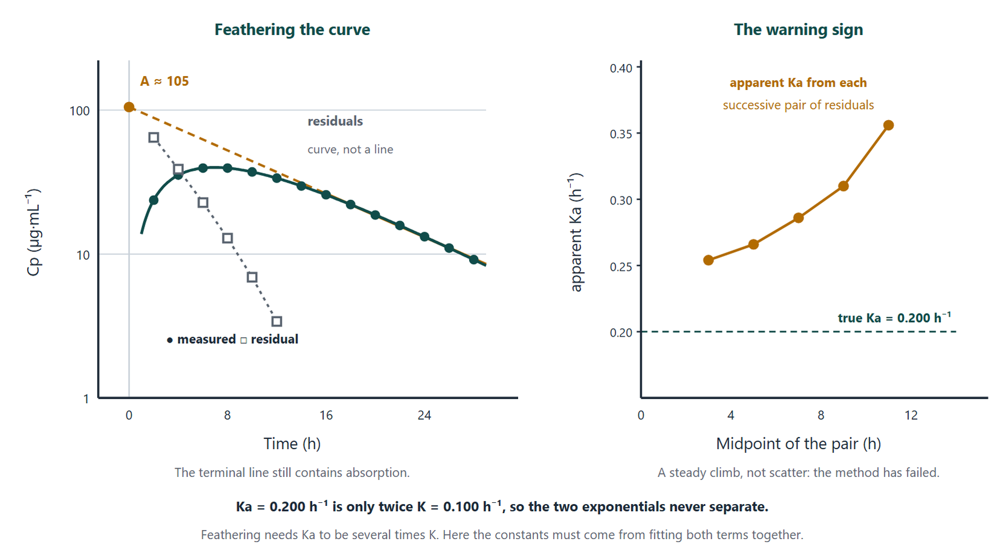 Feathering the curve
A ≈ 105
100
10
1
residuals
curve, not a line
● measured □ residual
Cp (µg·mL⁻¹)
0 8 16 24
Time (h)
The terminal line still contains absorption.
The warning sign
0.40
0.35
0.30
0.25
0.20
apparent Ka from each
successive pair of residuals
true Ka = 0.200 h⁻¹
apparent Ka (h⁻¹)
0 4 8 12
Midpoint of the pair (h)
A steady climb, not scatter: the method has failed.
Ka = 0.200 h⁻¹ is only twice K = 0.100 h⁻¹, so the two exponentials never separate.
Feathering needs Ka to be several times K. Here the constants must come from fitting both terms together.